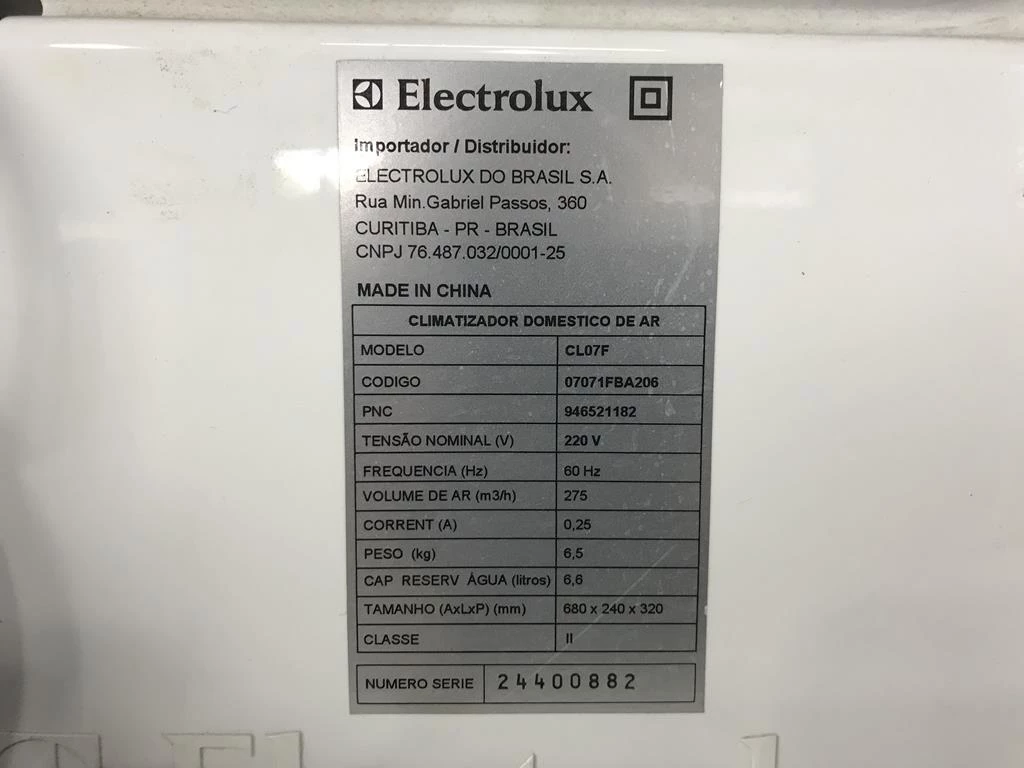 Electrolux
Importador / Distribuidor:
ELECTROLUX DO BRASIL S.A.
Rua Min.Gabriel Passos, 360
CURITIBA - PR - BRASIL
CNPJ 76.487.032/0001-25
MADE IN CHINA
CLIMATIZADOR DOMESTICO DE AR
MODELO CL07F
CODIGO 07071FBA206
PNC 946521182
TENSÃO NOMINAL (V) 220 V
FREQUENCIA (Hz) 60 Hz
VOLUME DE AR (m3/h) 275
CORRENT (A) 0,25
PESO (kg) 6,5
CAP RESERV ÁGUA (litros) 6,6
TAMANHO (AxLxP) (mm) 680 x 240 x 320
CLASSE II
NUMERO SERIE 24400882